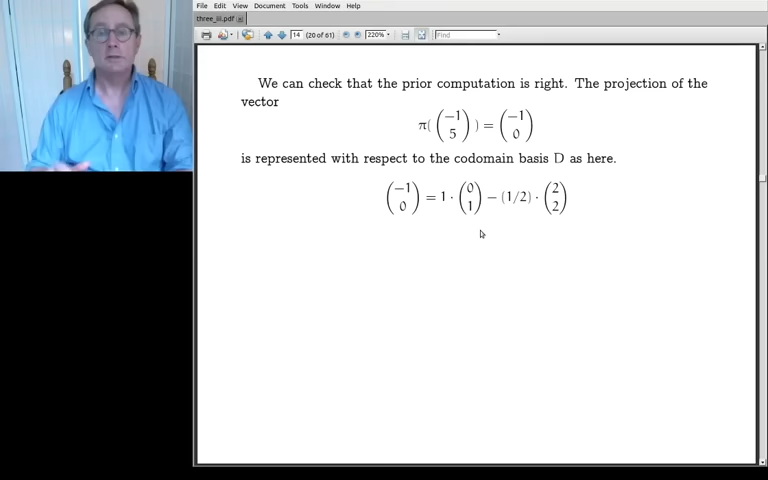 File Edit View Document Tools Window Help
three_iii.pdf
14 (20 of 61) 220% Find
We can check that the prior computation is right. The projection of the
vector
π( (−1 5) ) = (−1 0)
is represented with respect to the codomain basis D as here.
(−1 0) = 1 · (0 1) − (1/2) · (2 2)